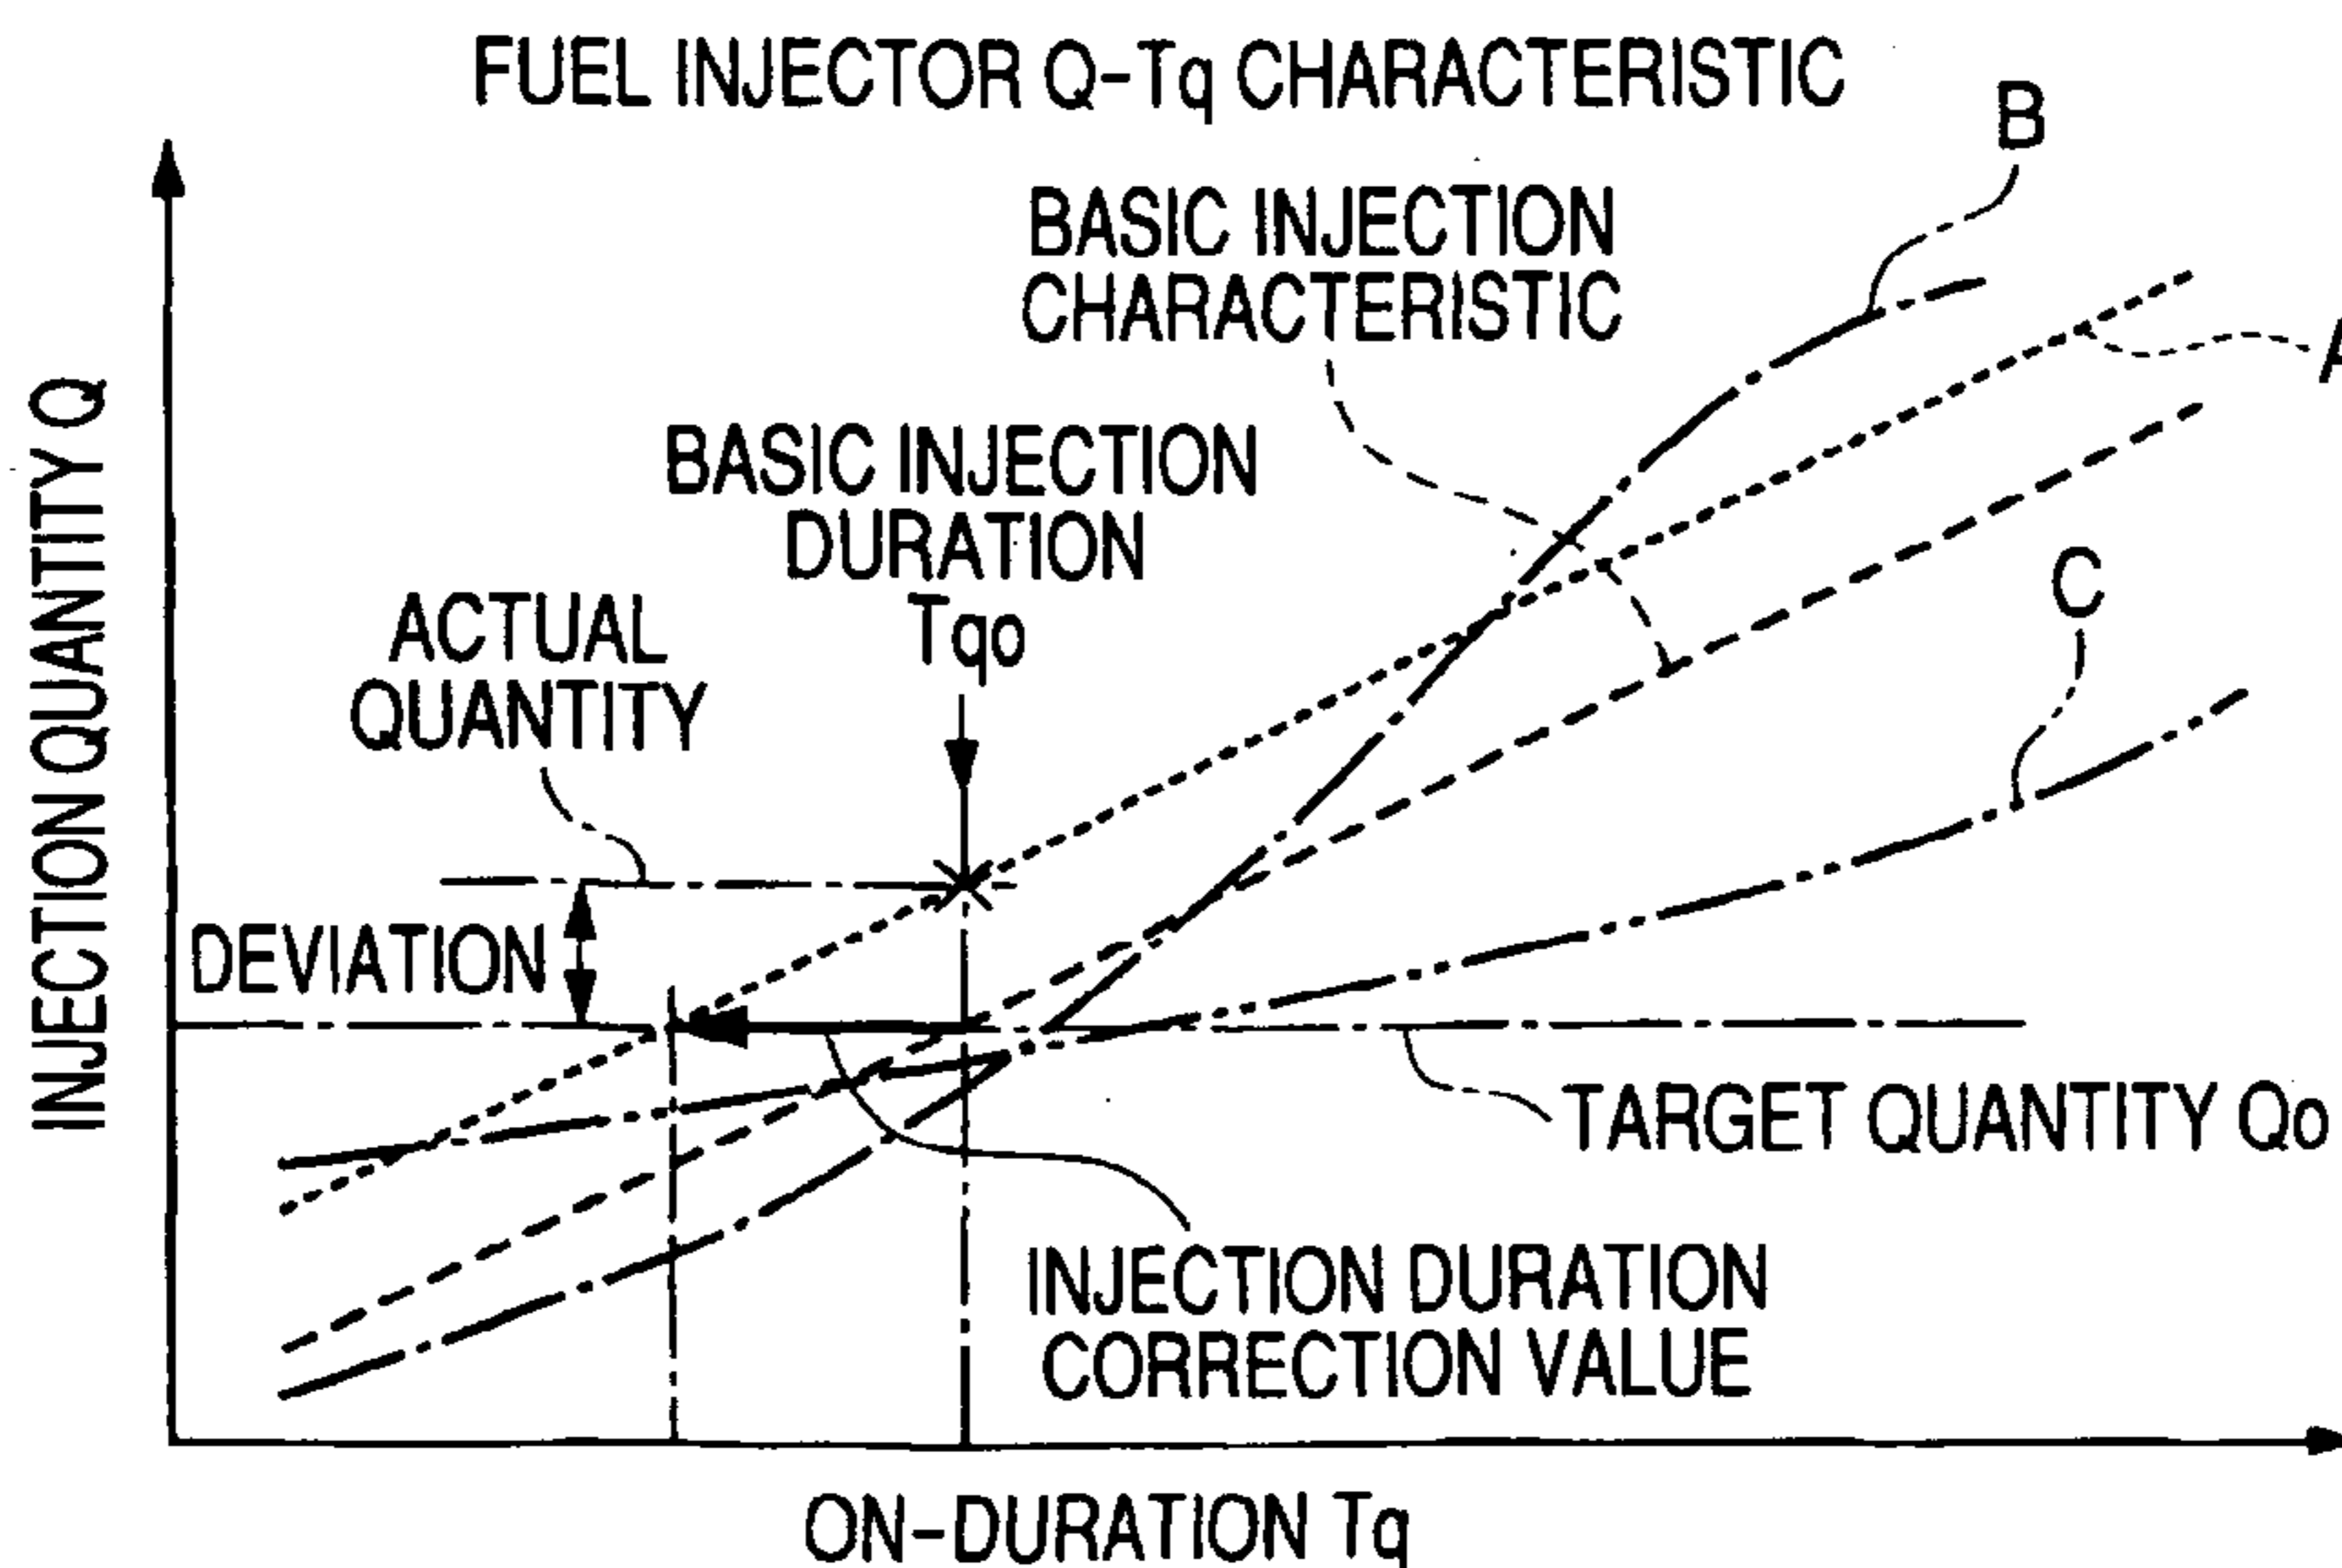 FUEL INJECTOR Q-Tq CHARACTERISTIC
B
BASIC INJECTION
CHARACTERISTIC
A
BASIC INJECTION
DURATION
Tqo
C
ACTUAL
QUANTITY
INJECTION QUANTITY Q
DEVIATION
TARGET QUANTITY Qo
INJECTION DURATION
CORRECTION VALUE
ON-DURATION Tq